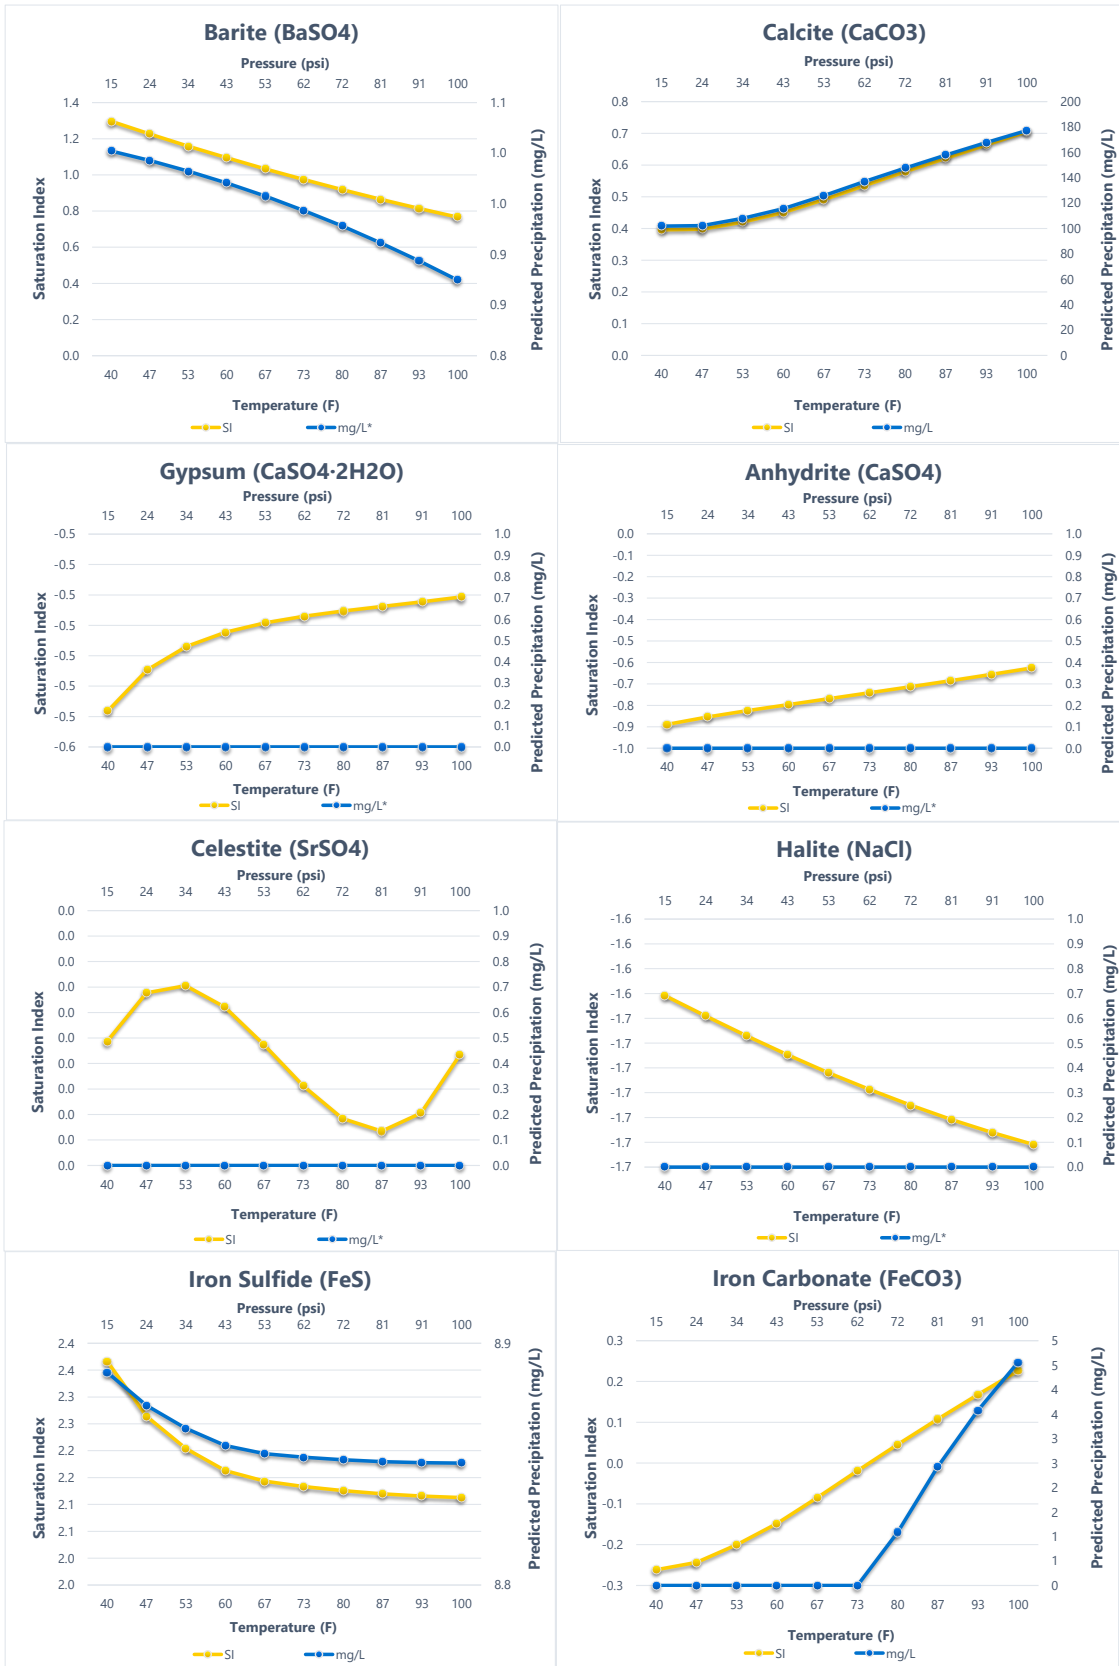 Barite (BaSO4)
Pressure (psi)
15 24 34 43 53 62 72 81 91 100
1.4
1.2
1.0
0.8
0.6
0.4
0.2
0.0
Saturation Index
1.1
1.0
1.0
0.9
0.9
0.8
Predicted Precipitation (mg/L)
40 47 53 60 67 73 80 87 93 100
Temperature (F)
SI mg/L*
Calcite (CaCO3)
Pressure (psi)
15 24 34 43 53 62 72 81 91 100
0.8
0.7
0.6
0.5
0.4
0.3
0.2
0.1
0.0
Saturation Index
200
180
160
140
120
100
80
60
40
20
0
Predicted Precipitation (mg/L)
40 47 53 60 67 73 80 87 93 100
Temperature (F)
SI mg/L
Gypsum (CaSO4·2H2O)
Pressure (psi)
15 24 34 43 53 62 72 81 91 100
-0.5
-0.5
-0.5
-0.5
-0.5
-0.5
-0.5
-0.6
Saturation Index
1.0
0.9
0.8
0.7
0.6
0.5
0.4
0.3
0.2
0.1
0.0
Predicted Precipitation (mg/L)
40 47 53 60 67 73 80 87 93 100
Temperature (F)
SI mg/L*
Anhydrite (CaSO4)
Pressure (psi)
15 24 34 43 53 62 72 81 91 100
0.0
-0.1
-0.2
-0.3
-0.4
-0.5
-0.6
-0.7
-0.8
-0.9
-1.0
Saturation Index
1.0
0.9
0.8
0.7
0.6
0.5
0.4
0.3
0.2
0.1
0.0
Predicted Precipitation (mg/L)
40 47 53 60 67 73 80 87 93 100
Temperature (F)
SI mg/L*
Celestite (SrSO4)
Pressure (psi)
15 24 34 43 53 62 72 81 91 100
0.0
0.0
0.0
0.0
0.0
0.0
0.0
0.0
0.0
0.0
0.0
Saturation Index
1.0
0.9
0.8
0.7
0.6
0.5
0.4
0.3
0.2
0.1
0.0
Predicted Precipitation (mg/L)
40 47 53 60 67 73 80 87 93 100
Temperature (F)
SI mg/L*
Halite (NaCl)
Pressure (psi)
15 24 34 43 53 62 72 81 91 100
-1.6
-1.6
-1.6
-1.6
-1.7
-1.7
-1.7
-1.7
-1.7
-1.7
-1.7
Saturation Index
1.0
0.9
0.8
0.7
0.6
0.5
0.4
0.3
0.2
0.1
0.0
Predicted Precipitation (mg/L)
40 47 53 60 67 73 80 87 93 100
Temperature (F)
SI mg/L*
Iron Sulfide (FeS)
Pressure (psi)
15 24 34 43 53 62 72 81 91 100
2.4
2.4
2.3
2.3
2.2
2.2
2.1
2.1
2.0
2.0
Saturation Index
8.9
8.8
Predicted Precipitation (mg/L)
40 47 53 60 67 73 80 87 93 100
Temperature (F)
SI mg/L
Iron Carbonate (FeCO3)
Pressure (psi)
15 24 34 43 53 62 72 81 91 100
0.3
0.2
0.1
0.0
-0.1
-0.2
-0.3
Saturation Index
5
5
4
4
3
3
2
2
1
1
0
Predicted Precipitation (mg/L)
40 47 53 60 67 73 80 87 93 100
Temperature (F)
SI mg/L